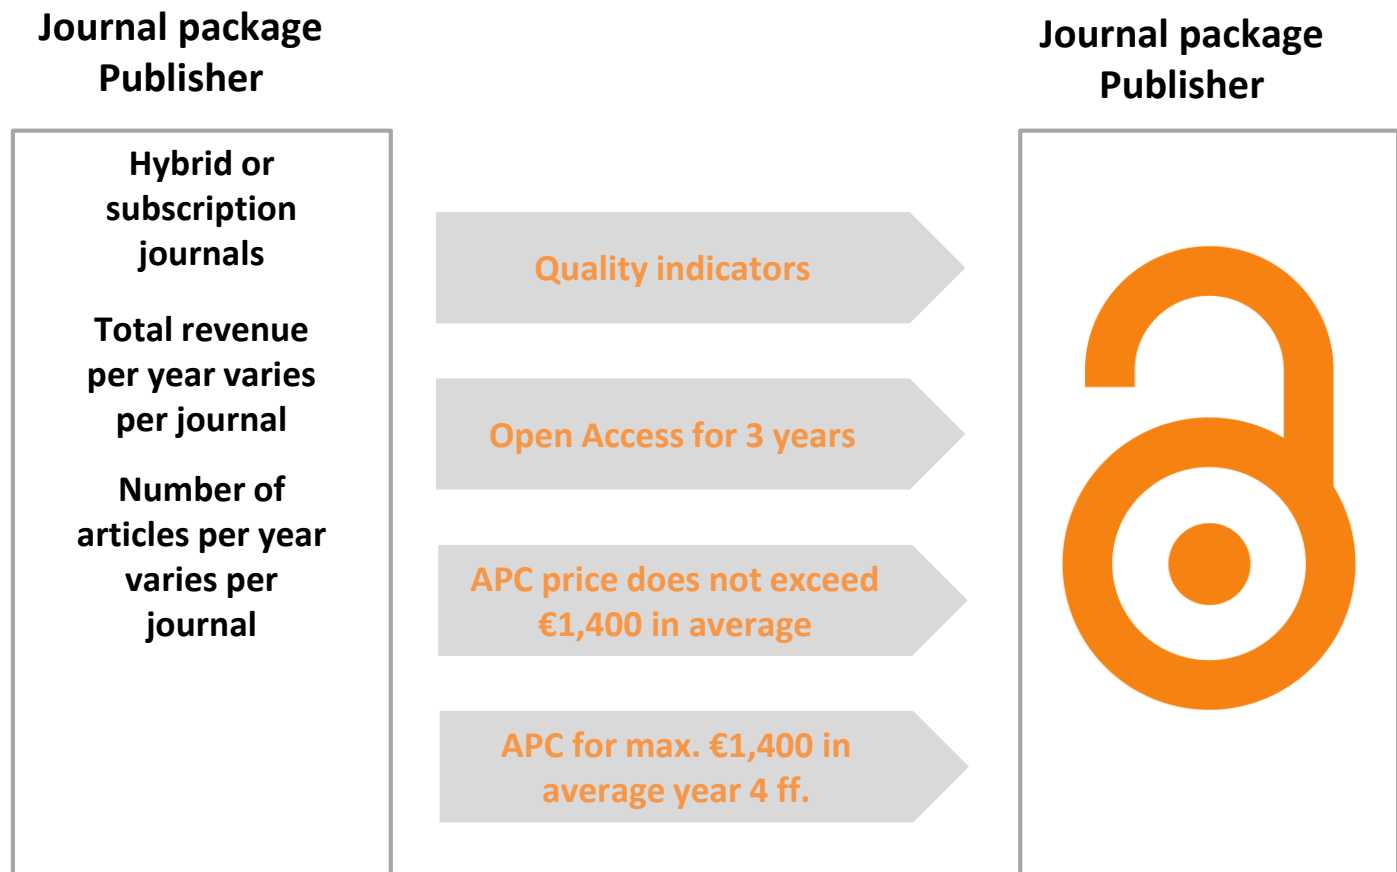 Journal package
Publisher
Hybrid or
subscription
journals
Total revenue
per year varies
per journal
Number of
articles per year
varies per
journal
Quality indicators
Open Access for 3 years
APC price does not exceed
€1,400 in average
APC for max. €1,400 in
average year 4 ff.
Journal package
Publisher